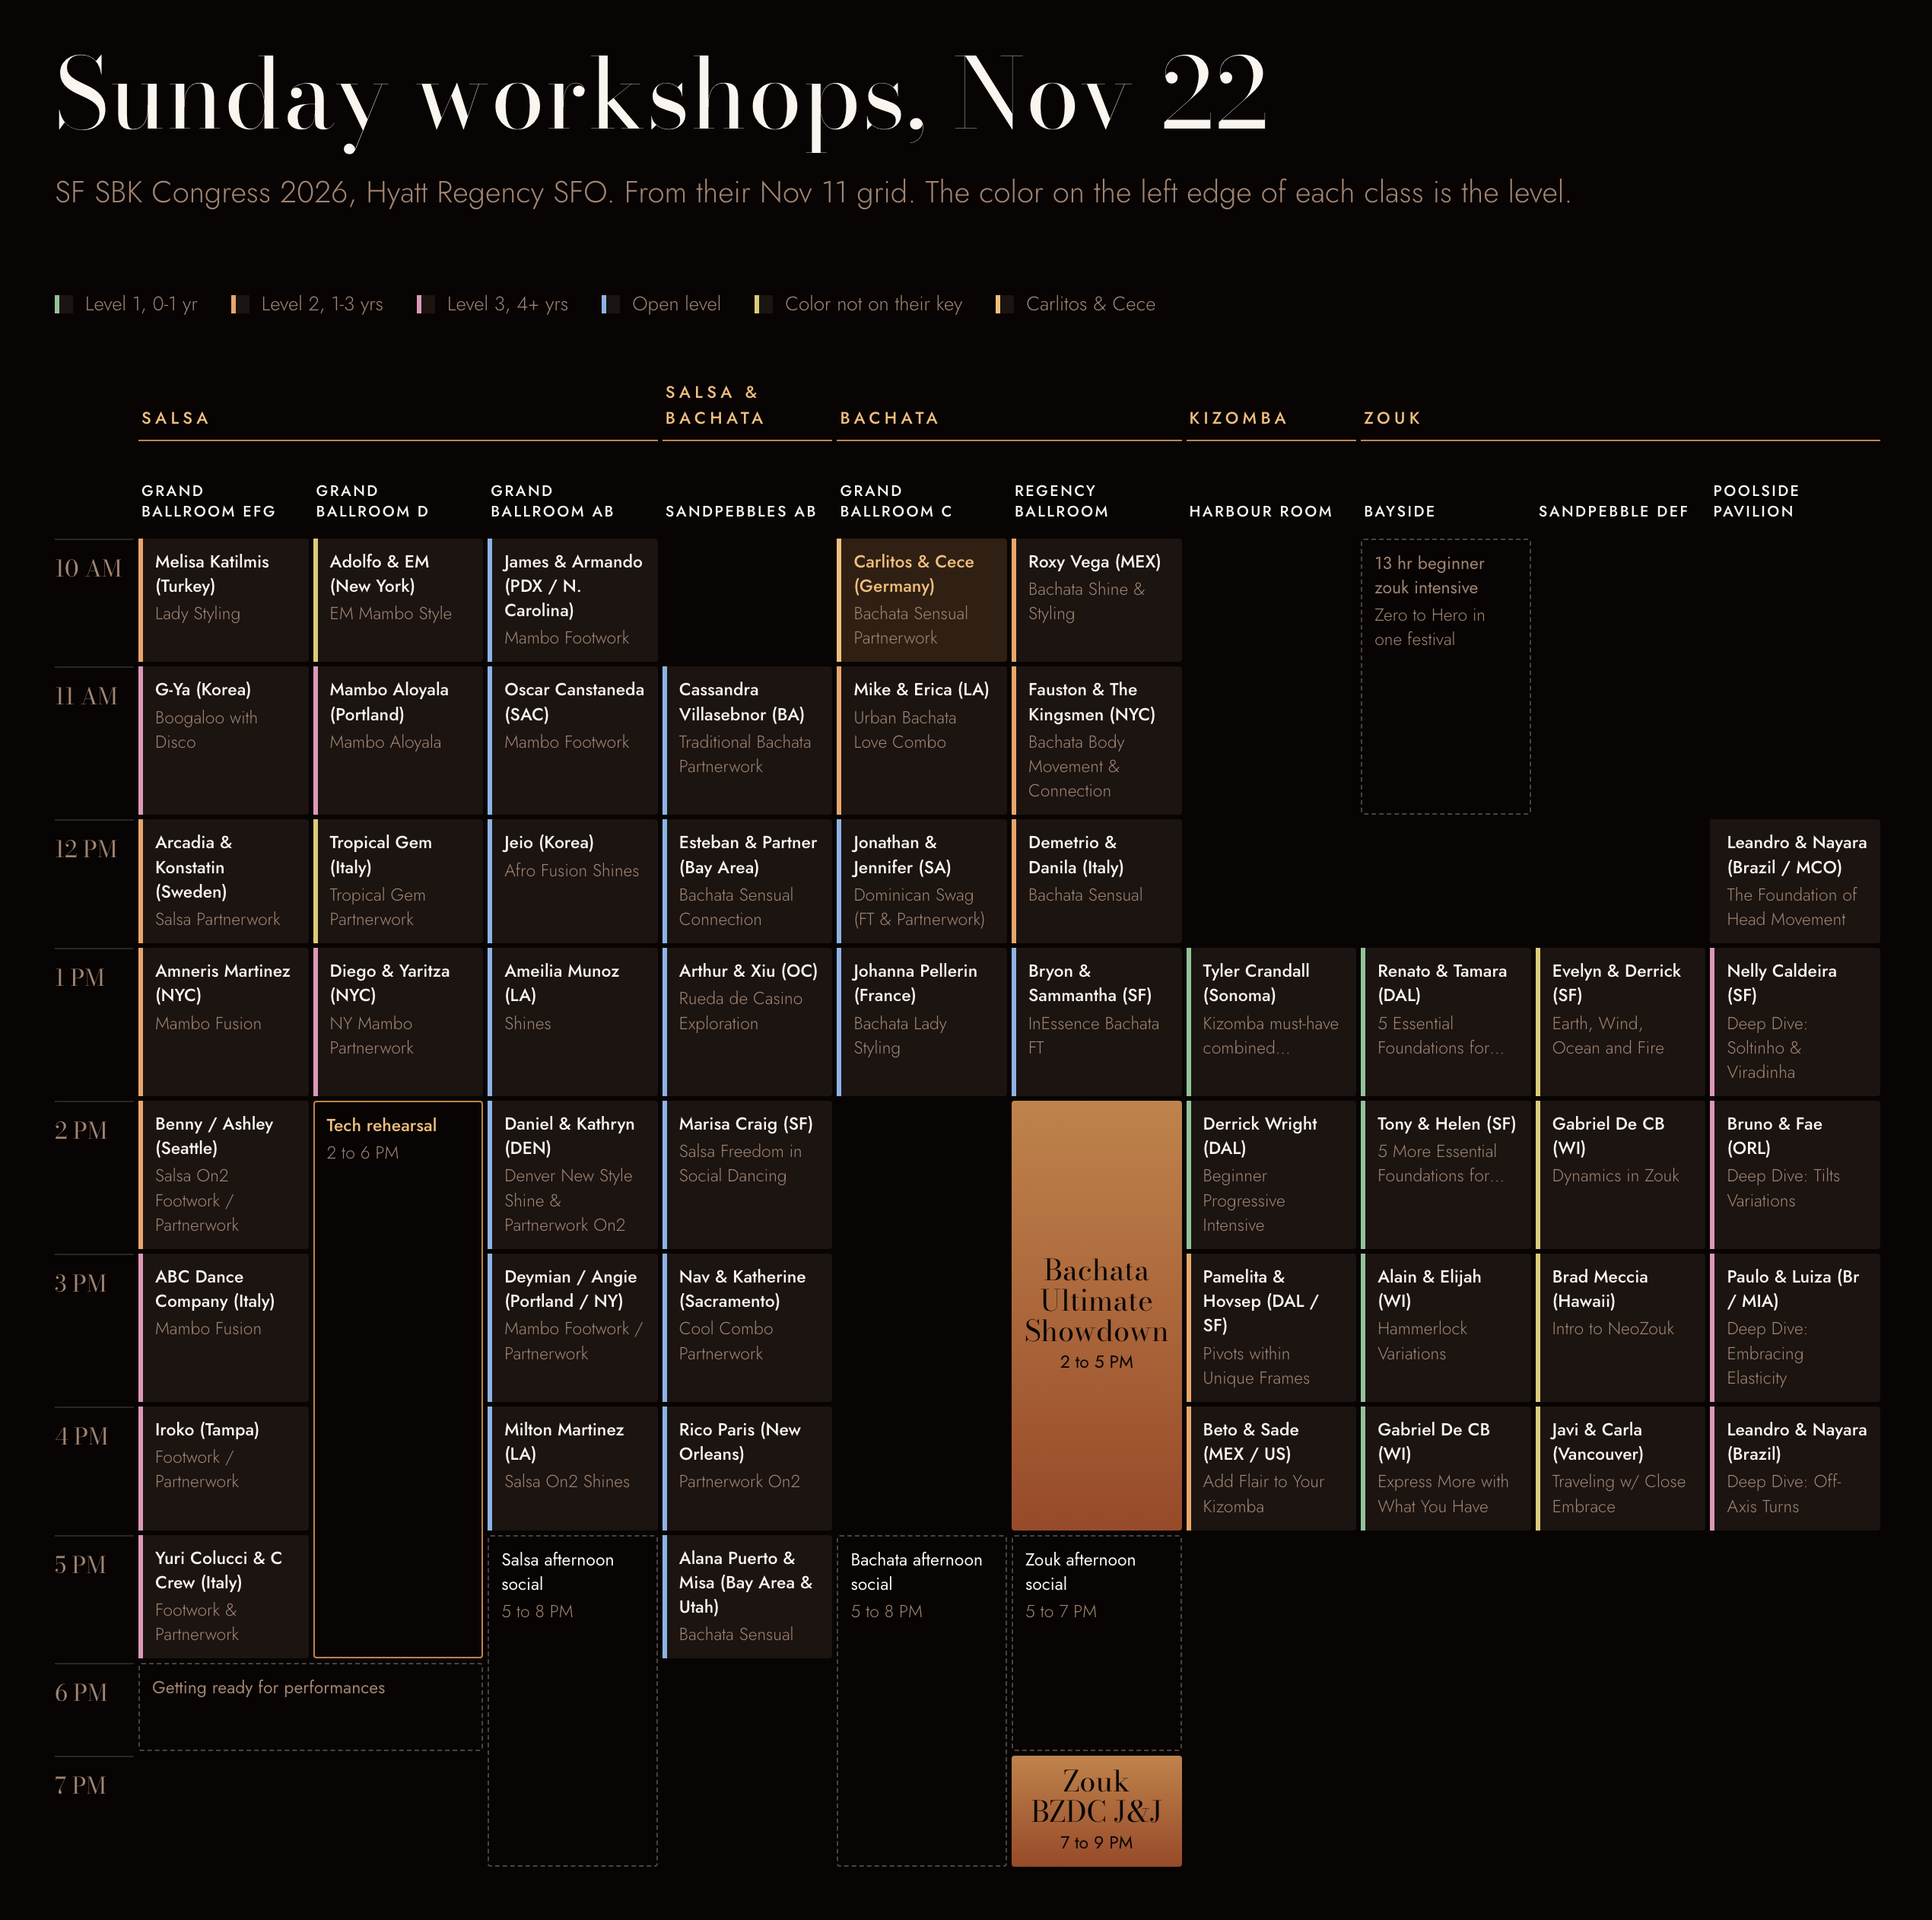 Sunday workshops, Nov 22
SF SBK Congress 2026, Hyatt Regency SFO. From their Nov 11 grid. The color on the left edge of each class is the level.
Level 1, 0-1 yr
Level 2, 1-3 yrs
Level 3, 4+ yrs
Open level
Color not on their key
Carlitos & Cece
SALSA
SALSA &
BACHATA
BACHATA
KIZOMBA
ZOUK
GRAND
BALLROOM EFG
GRAND
BALLROOM D
GRAND
BALLROOM AB
SANDPEBBLES AB
GRAND
BALLROOM C
REGENCY
BALLROOM
HARBOUR ROOM
BAYSIDE
SANDPEBBLE DEF
POOLSIDE
PAVILION
10 AM
Melisa Katilmis
(Turkey)
Lady Styling
Adolfo & EM
(New York)
EM Mambo Style
James & Armando
(PDX / N.
Carolina)
Mambo Footwork
Carlitos & Cece
(Germany)
Bachata Sensual
Partnerwork
Roxy Vega (MEX)
Bachata Shine &
Styling
13 hr beginner
zouk intensive
Zero to Hero in
one festival
11 AM
G-Ya (Korea)
Boogaloo with
Disco
Mambo Aloyala
(Portland)
Mambo Aloyala
Oscar Canstaneda
(SAC)
Mambo Footwork
Cassandra
Villasebnor (BA)
Traditional Bachata
Partnerwork
Mike & Erica (LA)
Urban Bachata
Love Combo
Fauston & The
Kingsmen (NYC)
Bachata Body
Movement &
Connection
12 PM
Arcadia &
Konstatin
(Sweden)
Salsa Partnerwork
Tropical Gem
(Italy)
Tropical Gem
Partnerwork
Jeio (Korea)
Afro Fusion Shines
Esteban & Partner
(Bay Area)
Bachata Sensual
Connection
Jonathan &
Jennifer (SA)
Dominican Swag
(FT & Partnerwork)
Demetrio &
Danila (Italy)
Bachata Sensual
Leandro & Nayara
(Brazil / MCO)
The Foundation of
Head Movement
1 PM
Amneris Martinez
(NYC)
Mambo Fusion
Diego & Yaritza
(NYC)
NY Mambo
Partnerwork
Ameilia Munoz
(LA)
Shines
Arthur & Xiu (OC)
Rueda de Casino
Exploration
Johanna Pellerin
(France)
Bachata Lady
Styling
Bryon &
Sammantha (SF)
InEssence Bachata
FT
Tyler Crandall
(Sonoma)
Kizomba must-have
combined...
Renato & Tamara
(DAL)
5 Essential
Foundations for...
Evelyn & Derrick
(SF)
Earth, Wind,
Ocean and Fire
Nelly Caldeira
(SF)
Deep Dive:
Soltinho &
Viradinha
2 PM
Benny / Ashley
(Seattle)
Salsa On2
Footwork /
Partnerwork
Tech rehearsal
2 to 6 PM
Daniel & Kathryn
(DEN)
Denver New Style
Shine &
Partnerwork On2
Marisa Craig (SF)
Salsa Freedom in
Social Dancing
Bachata
Ultimate
Showdown
2 to 5 PM
Derrick Wright
(DAL)
Beginner
Progressive
Intensive
Tony & Helen (SF)
5 More Essential
Foundations for...
Gabriel De CB
(WI)
Dynamics in Zouk
Bruno & Fae
(ORL)
Deep Dive: Tilts
Variations
3 PM
ABC Dance
Company (Italy)
Mambo Fusion
Deymian / Angie
(Portland / NY)
Mambo Footwork /
Partnerwork
Nav & Katherine
(Sacramento)
Cool Combo
Partnerwork
Pamelita &
Hovsep (DAL /
SF)
Pivots within
Unique Frames
Alain & Elijah
(WI)
Hammerlock
Variations
Brad Meccia
(Hawaii)
Intro to NeoZouk
Paulo & Luiza (Br
/ MIA)
Deep Dive:
Embracing
Elasticity
4 PM
Iroko (Tampa)
Footwork /
Partnerwork
Milton Martinez
(LA)
Salsa On2 Shines
Rico Paris (New
Orleans)
Partnerwork On2
Beto & Sade
(MEX / US)
Add Flair to Your
Kizomba
Gabriel De CB
(WI)
Express More with
What You Have
Javi & Carla
(Vancouver)
Traveling w/ Close
Embrace
Leandro & Nayara
(Brazil)
Deep Dive: Off-
Axis Turns
5 PM
Yuri Colucci & C
Crew (Italy)
Footwork &
Partnerwork
Salsa afternoon
social
5 to 8 PM
Alana Puerto &
Misa (Bay Area &
Utah)
Bachata Sensual
Bachata afternoon
social
5 to 8 PM
Zouk afternoon
social
5 to 7 PM
6 PM
Getting ready for performances
7 PM
Zouk
BZDC J&J
7 to 9 PM